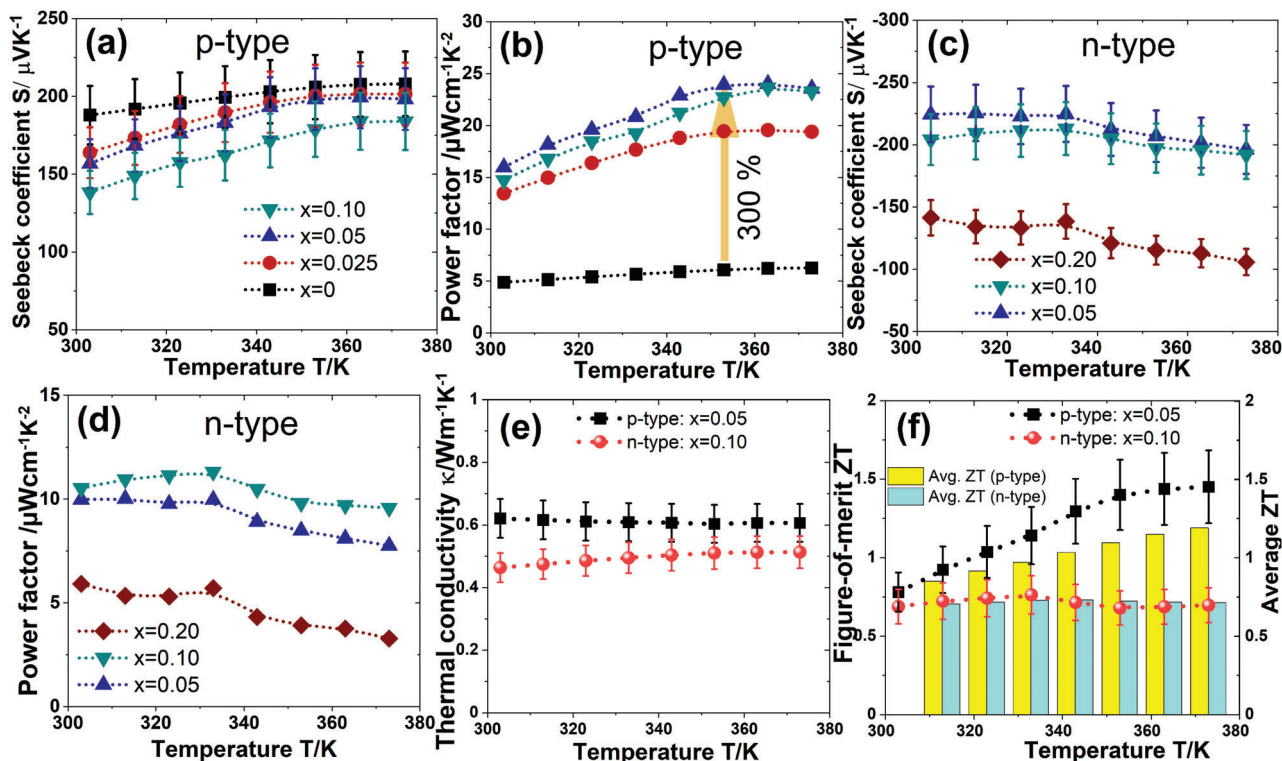 (a)
p-type
Seebeck coefficient S/ μVK⁻¹
250
200
150
100
50
x=0.10
x=0.05
x=0.025
x=0
300 320 340 360 380
Temperature T/K
(b)
p-type
Power factor /μWcm⁻¹K⁻²
30
25
20
15
10
5
0
300 %
300 320 340 360 380
Temperature T/K
(c)
n-type
Seebeck coefficient S/ μVK⁻¹
-300
-250
-200
-150
-100
-50
x=0.20
x=0.10
x=0.05
300 320 340 360 380
Temperature T/K
(d)
n-type
Power factor /μWcm⁻¹K⁻²
15
10
5
0
x=0.20
x=0.10
x=0.05
300 320 340 360 380
Temperature T/K
(e)
p-type: x=0.05
n-type: x=0.10
Thermal conductivity κ/Wm⁻¹K⁻¹
1
0.8
0.6
0.4
0.2
0
300 320 340 360 380
Temperature T/K
(f)
p-type: x=0.05
n-type: x=0.10
Avg. ZT (p-type)
Avg. ZT (n-type)
Figure-of-merit ZT
2
1.5
1
0.5
0
Average ZT
2
1.5
1
0.5
0
300 320 340 360 380
Temperature T/K